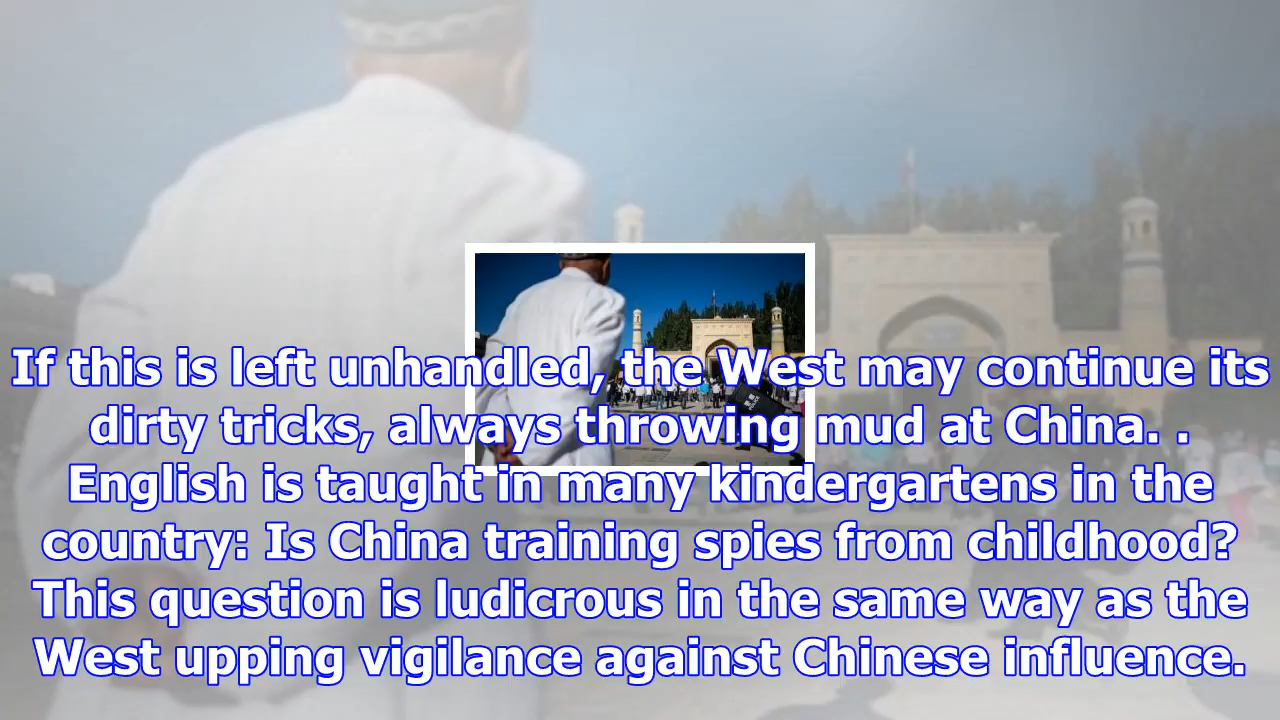 If this is left unhandled, the West may continue its
dirty tricks, always throwing mud at China. .
English is taught in many kindergartens in the
country: Is China training spies from childhood?
This question is ludicrous in the same way as the
West upping vigilance against Chinese influence.